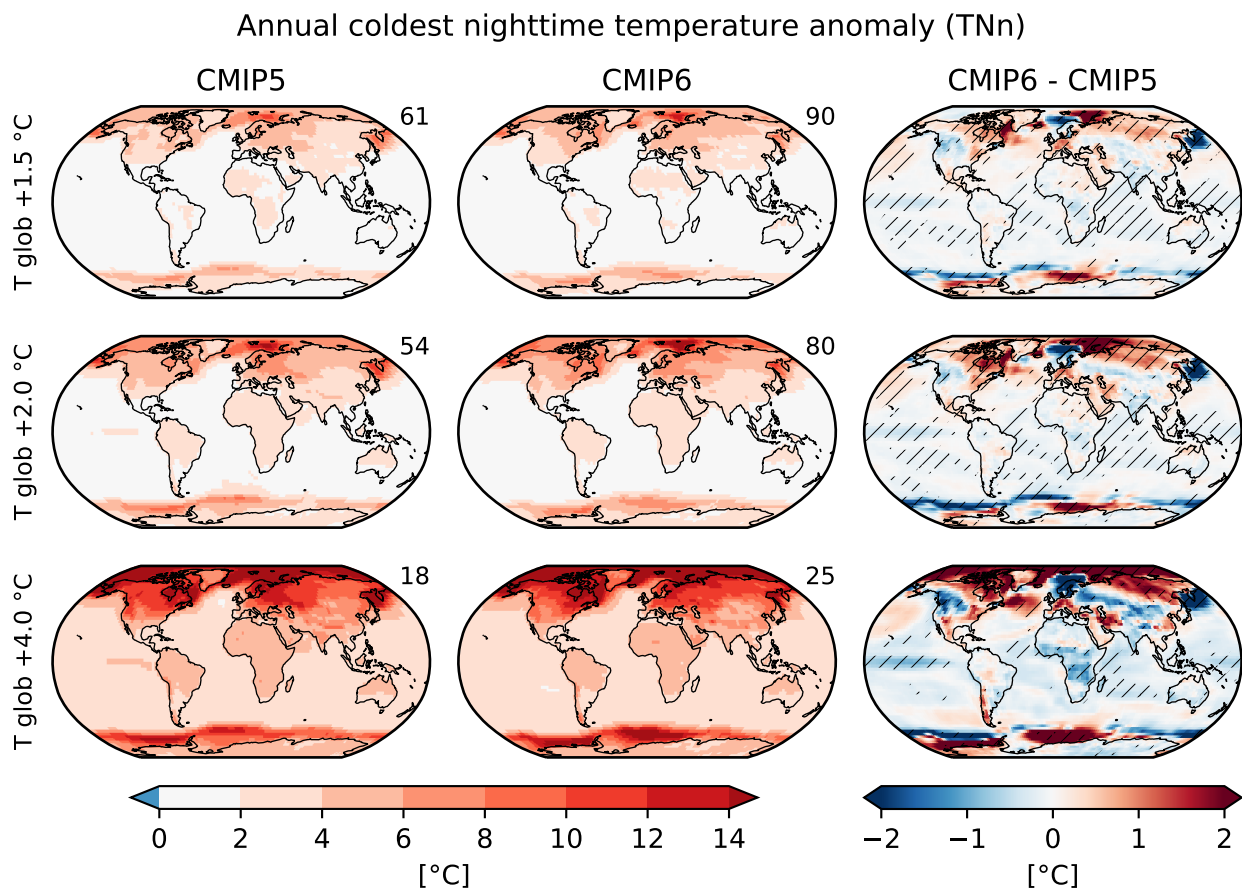 Annual coldest nighttime temperature anomaly (TNn)
CMIP5
CMIP6
CMIP6 - CMIP5
T glob +1.5 °C
61
90
T glob +2.0 °C
54
80
T glob +4.0 °C
18
25
0 2 4 6 8 10 12 14
[°C]
−2 −1 0 1 2
[°C]